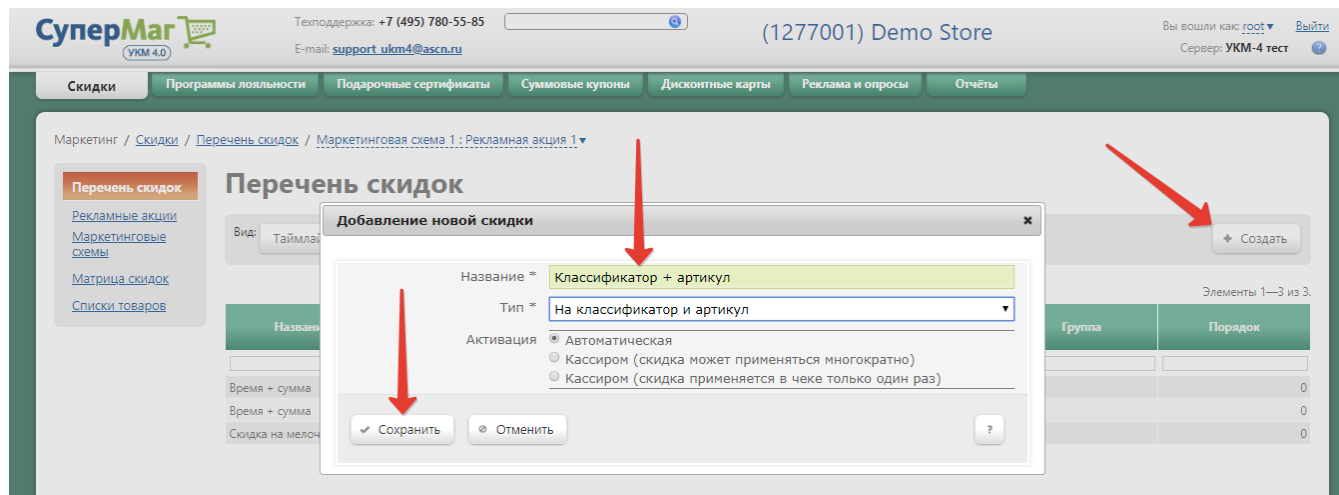 СуперМаг
УКМ 4.0
Техподдержка: +7 (495) 780-55-85
E-mail: support_ukm4@ascn.ru
(1277001) Demo Store
Вы вошли как: root ▾ Выйти
Сервер: УКМ-4 тест ?
Скидки Программы лояльности Подарочные сертификаты Суммовые купоны Дисконтные карты Реклама и опросы Отчёты
Маркетинг / Скидки / Перечень скидок / Маркетинговая схема 1 : Рекламная акция 1 ▾
Перечень скидок
Рекламные акции
Маркетинговые
схемы
Матрица скидок
Списки товаров
Перечень скидок
Вид: Таймлай
+ Создать
Элементы 1—3 из 3.
Названи Группа Порядок
Время + сумма 0
Время + сумма 0
Скидка на мелоч 0
Добавление новой скидки ×
Название * Классификатор + артикул
Тип * На классификатор и артикул ▾
Активация Автоматическая
Кассиром (скидка может применяться многократно)
Кассиром (скидка применяется в чеке только один раз)
✓ Сохранить Отменить ?